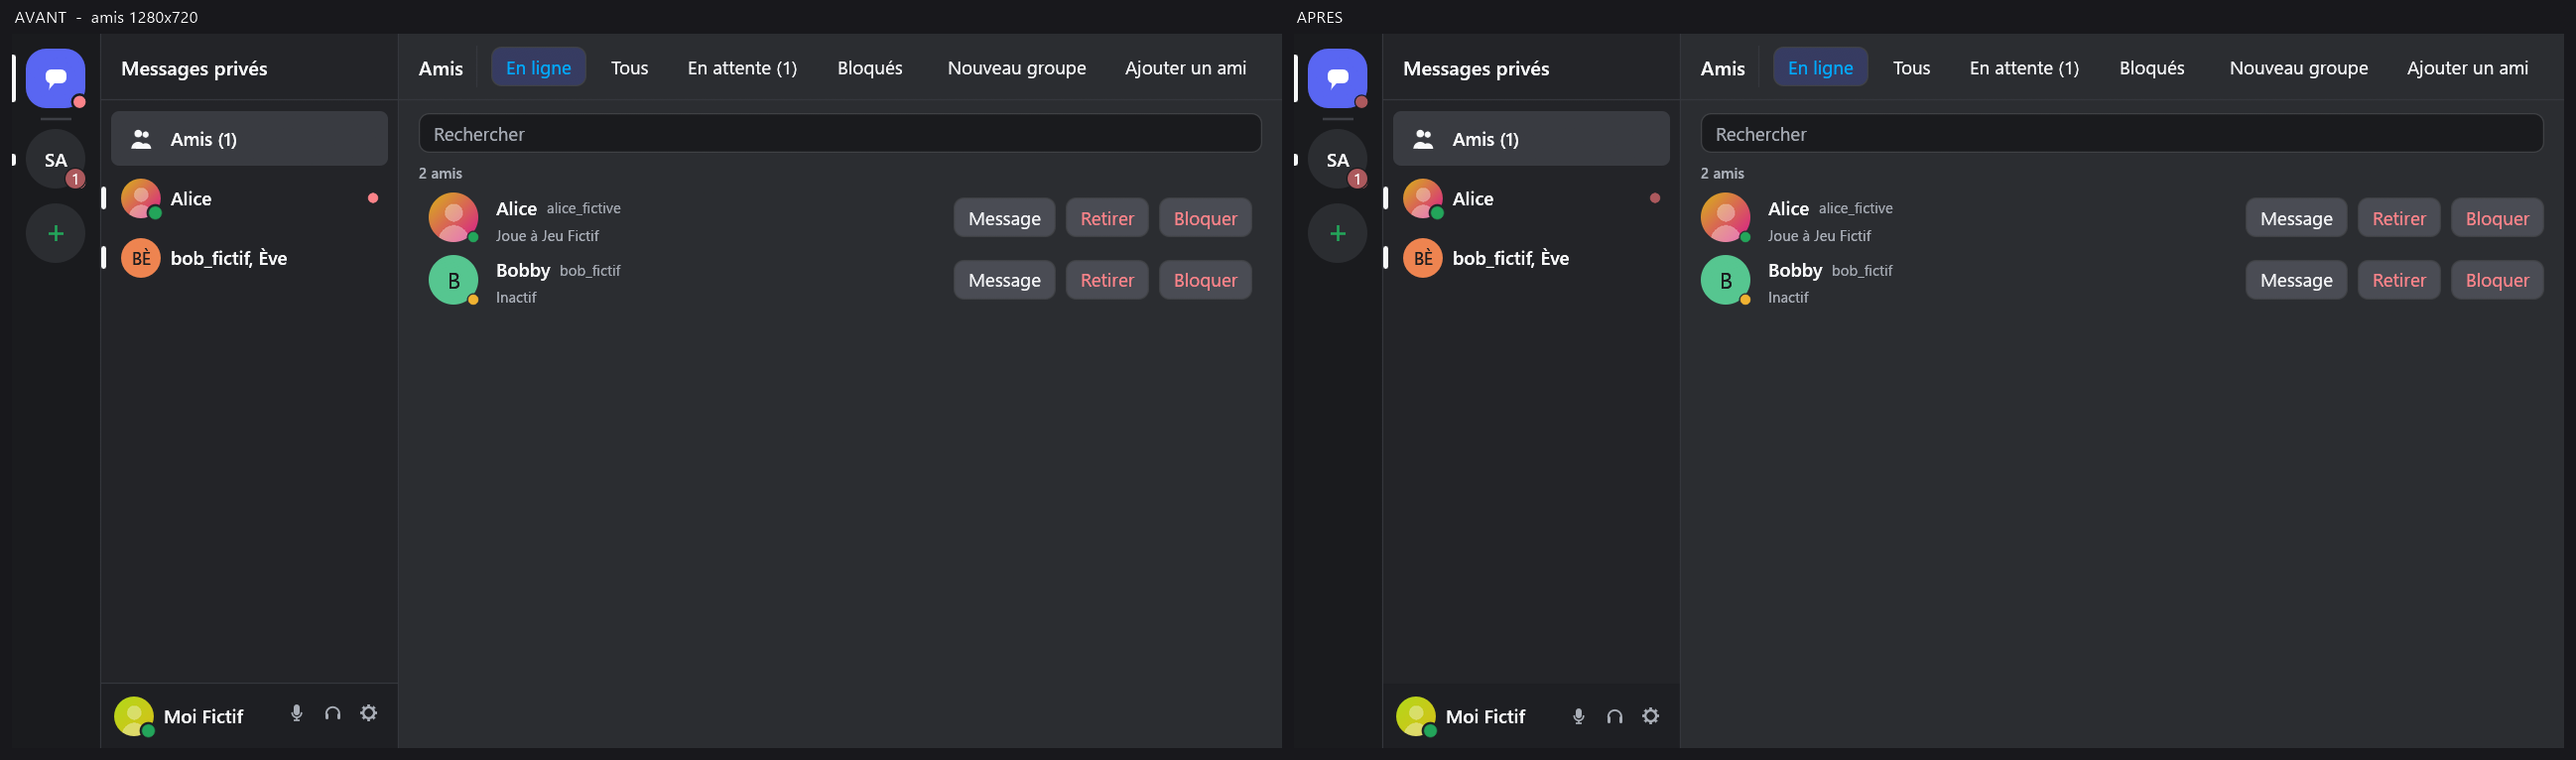 AVANT - amis 1280x720
Messages privés
Amis
En ligne
Tous
En attente (1)
Bloqués
Nouveau groupe
Ajouter un ami
Amis (1)
Rechercher
SA
1
2 amis
Alice
Alice alice_fictive
Joue à Jeu Fictif
Message
Retirer
Bloquer
BÈ
bob_fictif, Ève
B
Bobby bob_fictif
Inactif
Message
Retirer
Bloquer
Moi Fictif
APRES
Messages privés
Amis
En ligne
Tous
En attente (1)
Bloqués
Nouveau groupe
Ajouter un ami
Amis (1)
Rechercher
SA
1
2 amis
Alice
Alice alice_fictive
Joue à Jeu Fictif
Message
Retirer
Bloquer
BÈ
bob_fictif, Ève
B
Bobby bob_fictif
Inactif
Message
Retirer
Bloquer
Moi Fictif